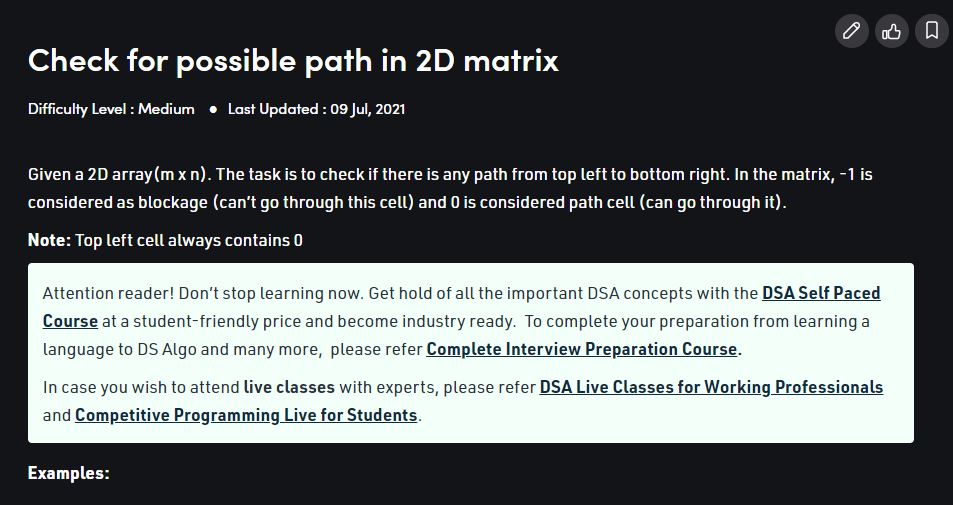 Check for possible path in 2D matrix
Difficulty Level : Medium ● Last Updated : 09 Jul, 2021
Given a 2D array(m x n). The task is to check if there is any path from top left to bottom right. In the matrix, -1 is
considered as blockage (can’t go through this cell) and 0 is considered path cell (can go through it).
Note: Top left cell always contains 0
Attention reader! Don’t stop learning now. Get hold of all the important DSA concepts with the DSA Self Paced
Course at a student-friendly price and become industry ready.  To complete your preparation from learning a
language to DS Algo and many more,  please refer Complete Interview Preparation Course.
In case you wish to attend live classes with experts, please refer DSA Live Classes for Working Professionals
and Competitive Programming Live for Students.
Examples: